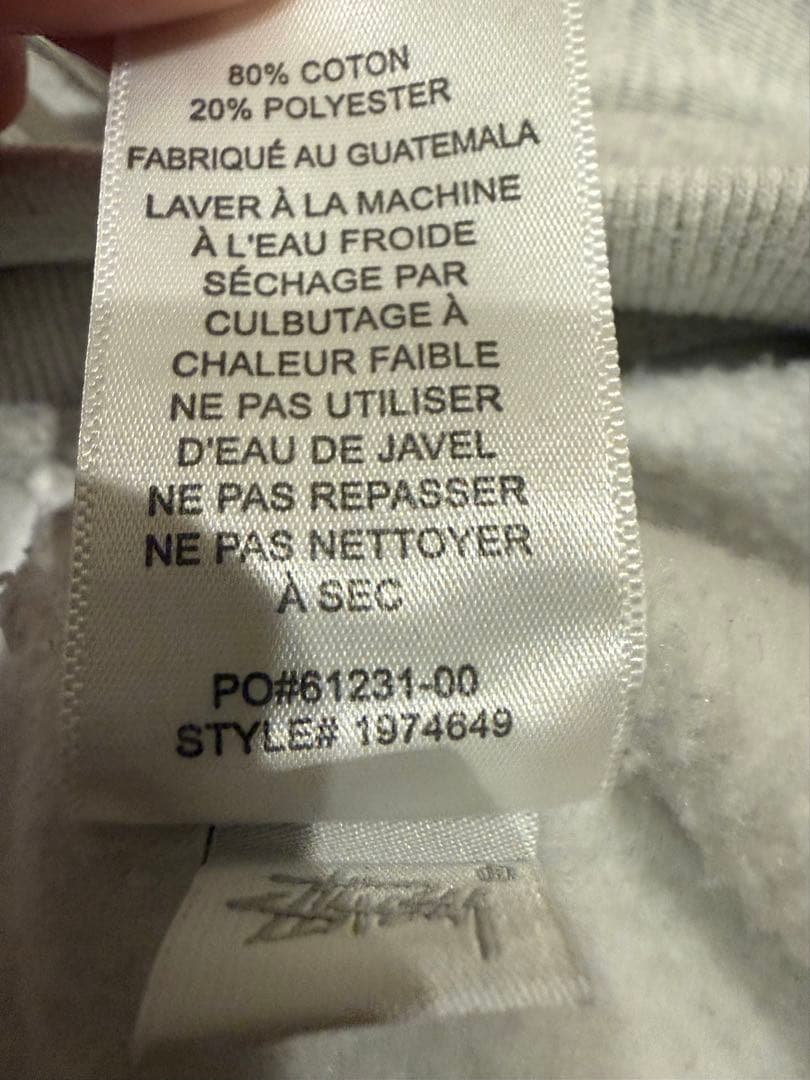 80% COTON
20% POLYESTER
FABRIQUÉ AU GUATEMALA
LAVER À LA MACHINE
À L'EAU FROIDE
SÉCHAGE PAR
CULBUTAGE À
CHALEUR FAIBLE
NE PAS UTILISER
D'EAU DE JAVEL
NE PAS REPASSER
NE PAS NETTOYER
À SEC
PO#61231-00
STYLE# 1974649